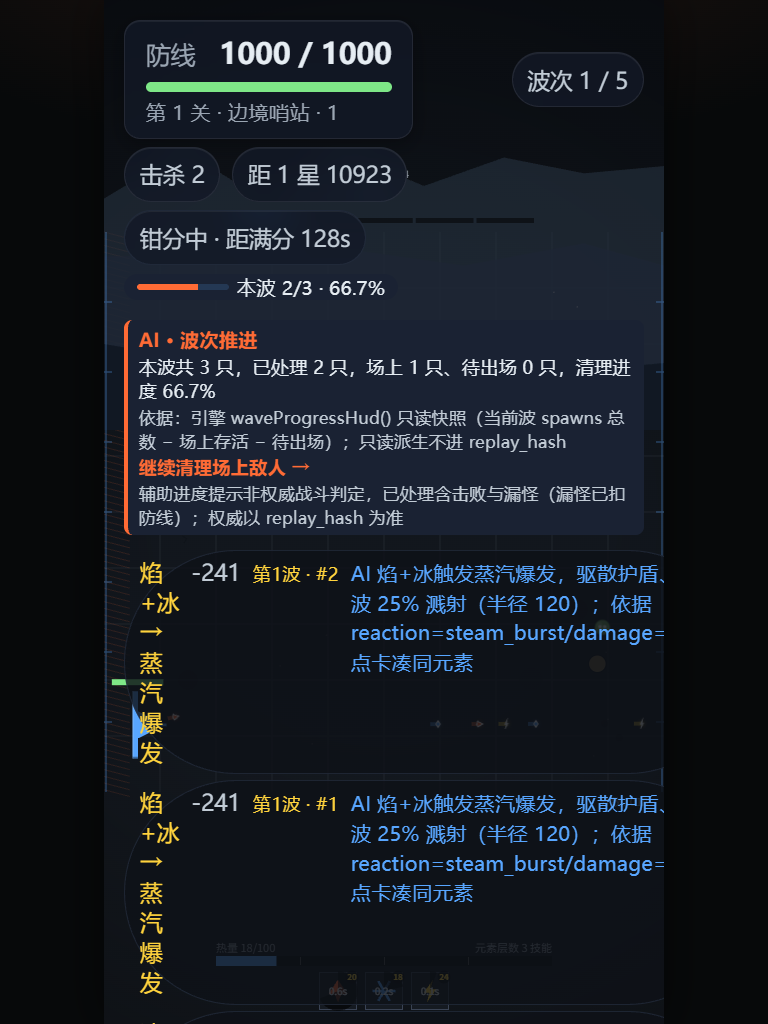 防线 1000 / 1000
第 1 关 · 边境哨站 · 1
波次 1 / 5
击杀 2
距 1 星 10923
钳分中 · 距满分 128s
本波 2/3 · 66.7%
AI • 波次推进
本波共 3 只，已处理 2 只，场上 1 只、待出场 0 只，清理进
度 66.7%
依据：引擎 waveProgressHud() 只读快照（当前波 spawns 总
数 − 场上存活 − 待出场）；只读派生不进 replay_hash
继续清理场上敌人 →
辅助进度提示非权威战斗判定，已处理含击败与漏怪（漏怪已扣
防线）；权威以 replay_hash 为准
焰
+冰
→
蒸
汽
爆
发
-241
第1波 · #2
AI 焰+冰触发蒸汽爆发，驱散护盾、
波 25% 溅射（半径 120）；依据
reaction=steam_burst/damage=
点卡凑同元素
焰
+冰
→
蒸
汽
爆
发
-241
第1波 · #1
AI 焰+冰触发蒸汽爆发，驱散护盾、
波 25% 溅射（半径 120）；依据
reaction=steam_burst/damage=
点卡凑同元素
热量 18/100
元素层数 3 技能
20
18
24